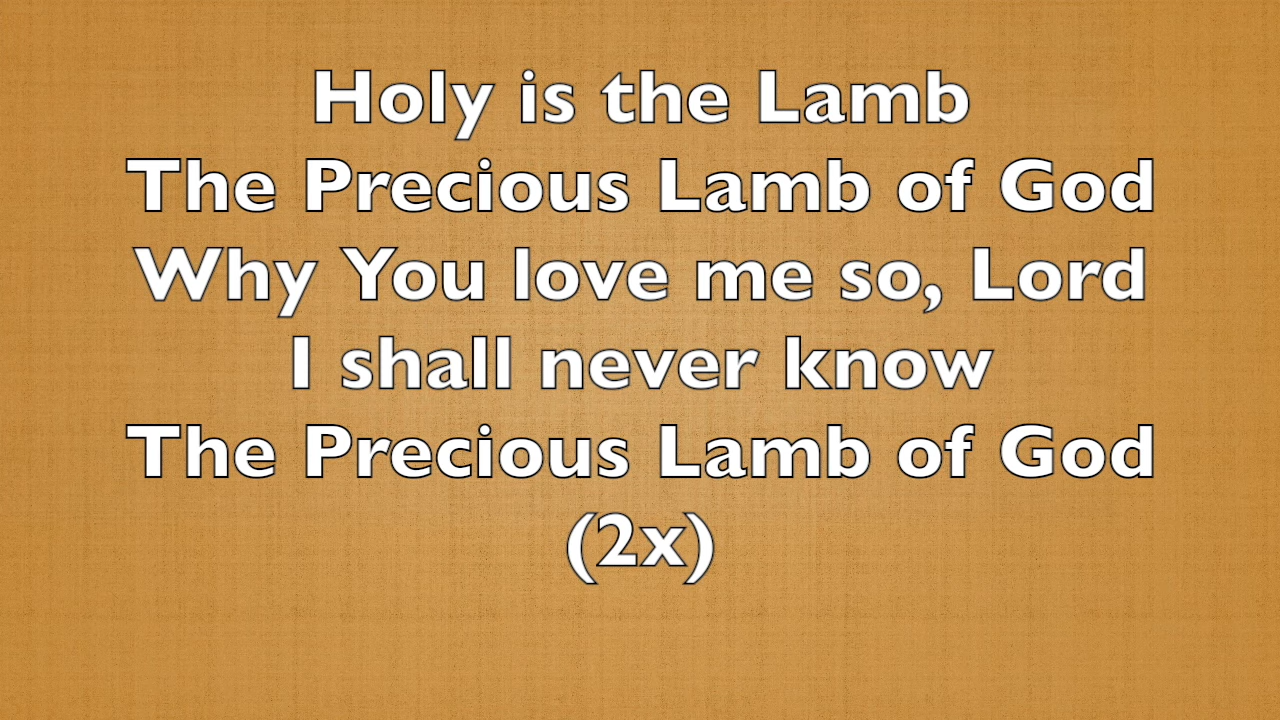 Holy is the Lamb
The Precious Lamb of God
Why You love me so, Lord
I shall never know
The Precious Lamb of God
(2x)